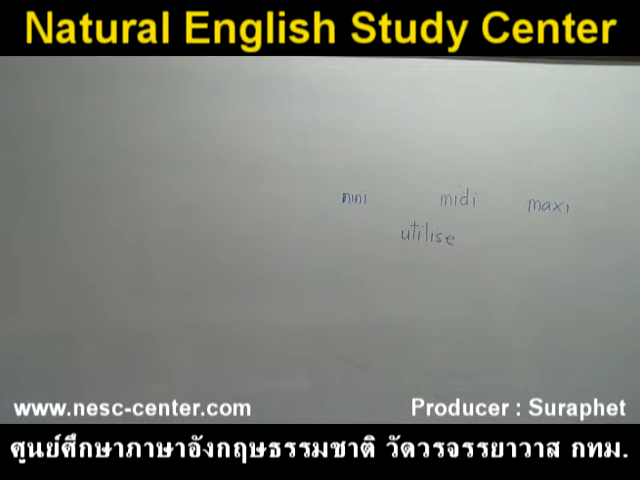 Natural English Study Center
mini midi maxi
utilise
www.nesc-center.com Producer : Suraphet
ศูนย์ศึกษาภาษาอังกฤษธรรมชาติ วัดวรจรรยาวาส กทม.